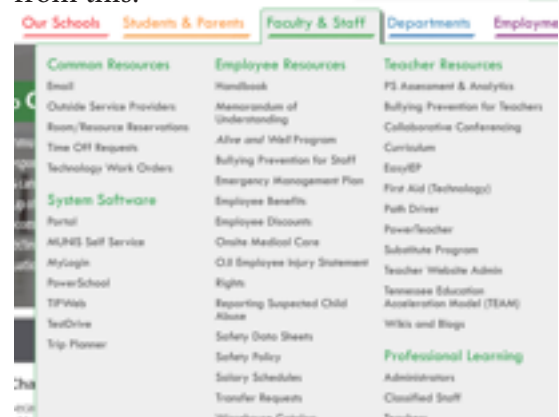 from this.
Our Schools
Students & Parents
Faculty & Staff
Departments
Employme
Common Resources
Email
Outside Service Providers
Room/Resource Reservations
Time Off Requests
Technology Work Orders
System Software
Portal
MUNIS Self Service
MyLogin
PowerSchool
TIPWeb
TestDrive
Trip Planner
Employee Resources
Handbook
Memorandum of
Understanding
Alive and Well Program
Bullying Prevention for Staff
Emergency Management Plan
Employee Benefits
Employee Discounts
Onsite Medical Care
OJI Employee Injury Statement
Rights
Reporting Suspected Child
Abuse
Safety Data Sheets
Safety Policy
Salary Schedules
Transfer Requests
Warehouse Catalog
Teacher Resources
PS Assessment & Analytics
Bullying Prevention for Teachers
Collaborative Conferencing
Curriculum
EasyIEP
First Aid (Technology)
Path Driver
PowerTeacher
Substitute Program
Teacher Website Admin
Tennessee Education
Acceleration Model (TEAM)
Wikis and Blogs
Professional Learning
Administrators
Classified Staff